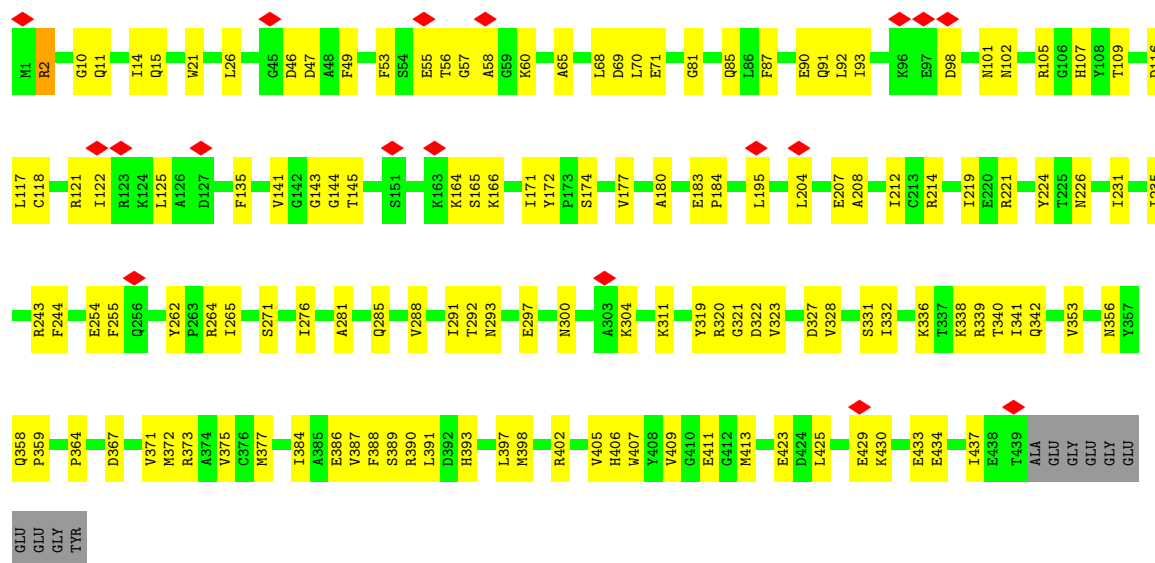 M1 R2 G10 Q11 I14 Q15 W21 L26 G45 D46 D47 A48 F49 F53 S54 E55 T56 G57 A58 G59 K60 A65 L68 D69 L70 E71 G81 Q85 L86 F87 E90 Q91 L92 I93 K96 E97 D98 N101 N102 R105 G106 H107 Y108 T109
L117 C118 R121 I122 R123 K124 L125 A126 D127 F135 V141 G142 G143 G144 T145 S151 K163 K164 S165 K166 I171 Y172 P173 S174 V177 A180 E183 P184 L195 L204 E207 A208 I212 C213 R214 I219 E220 R221 Y224 T225 N226 I231
R243 F244 E254 F255 Q256 Y262 P263 R264 I265 S271 I276 A281 Q285 V288 I291 T292 N293 E297 N300 A303 K304 K311 Y319 R320 G321 D322 V323 D327 V328 S331 I332 K336 T337 K338 R339 T340 I341 Q342 V353 N356 Y357
Q358 P359 P364 D367 V371 M372 R373 A374 V375 C376 M377 I384 A385 E386 V387 F388 S389 R390 L391 D392 H393 L397 M398 R402 V405 H406 W407 Y408 V409 G410 E411 G412 M413 E423 D424 L425 E429 K430 E433 E434 I437 E438 T439 ALA GLU GLY GLU GLY GLU
GLU GLU GLY TYR